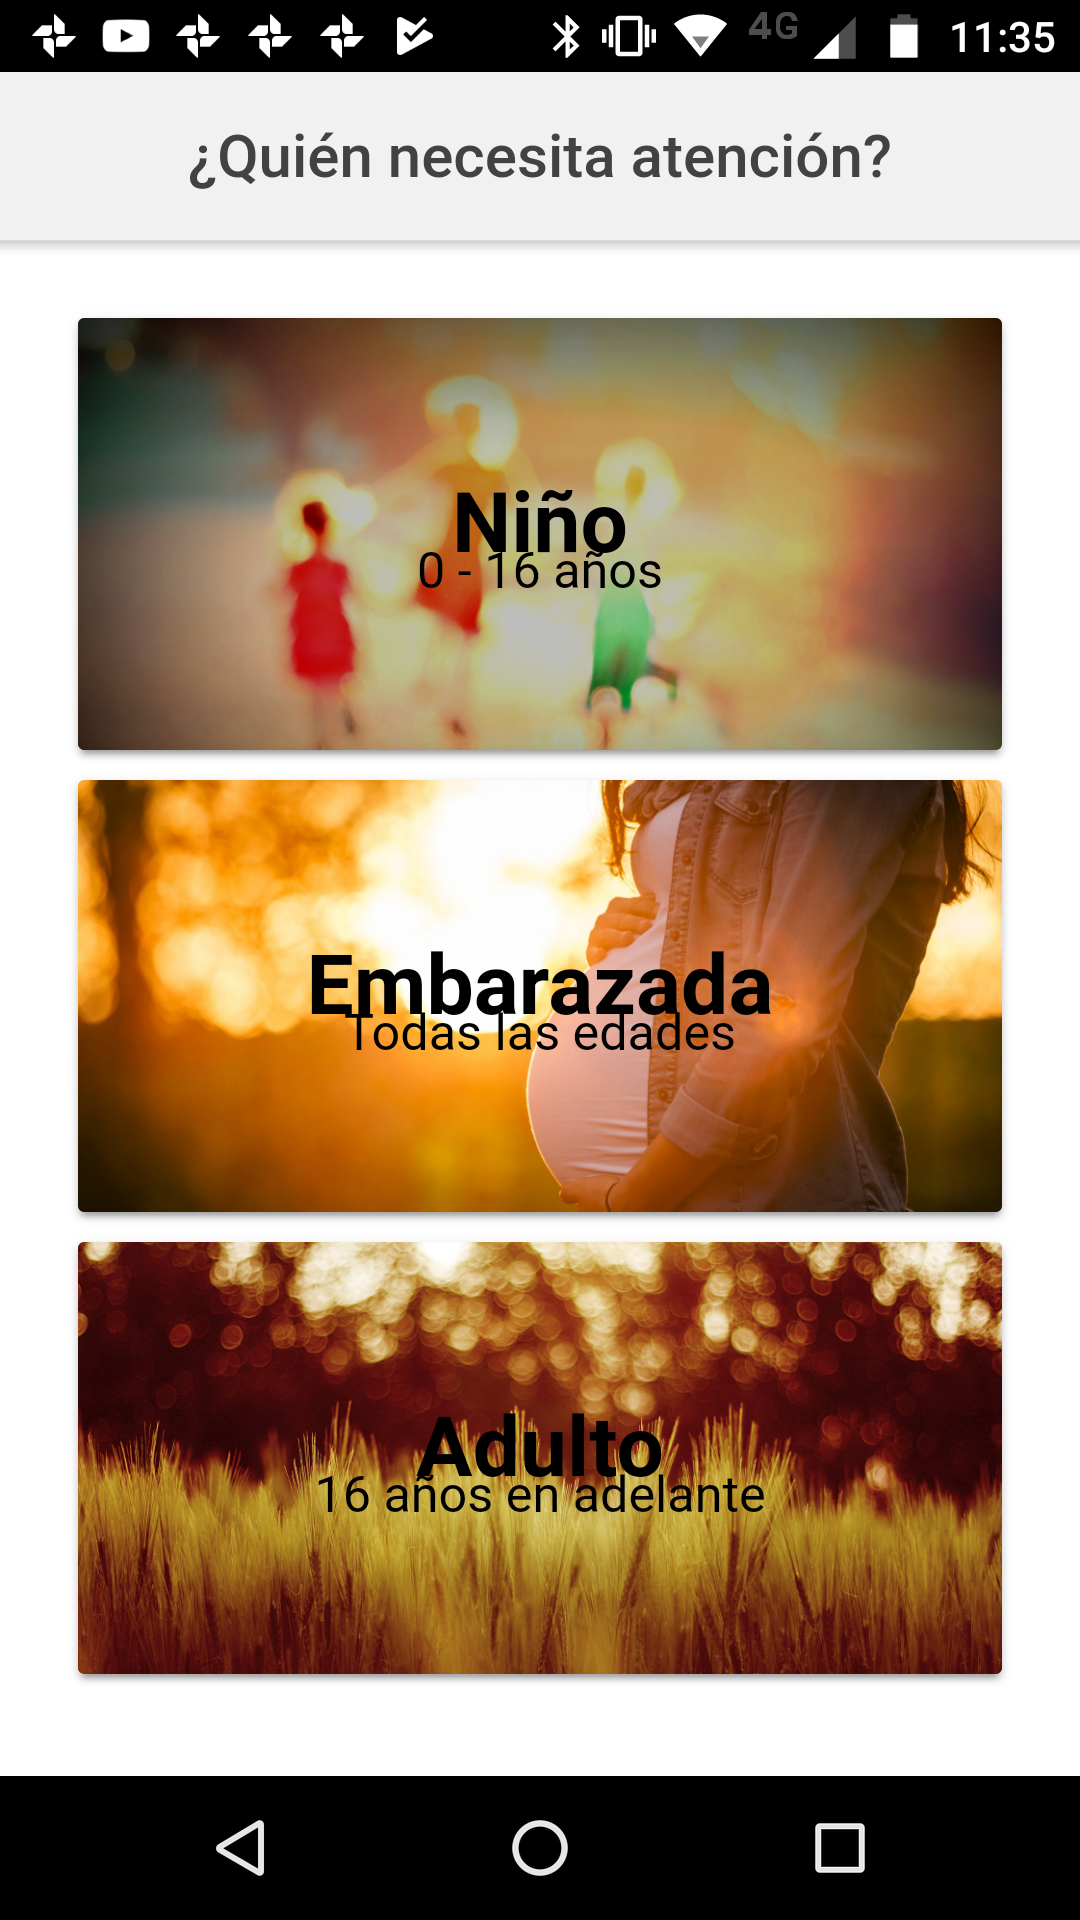 4G 11:35
¿Quién necesita atención?
Niño
0 - 16 años
Embarazada
Todas las edades
Adulto
16 años en adelante